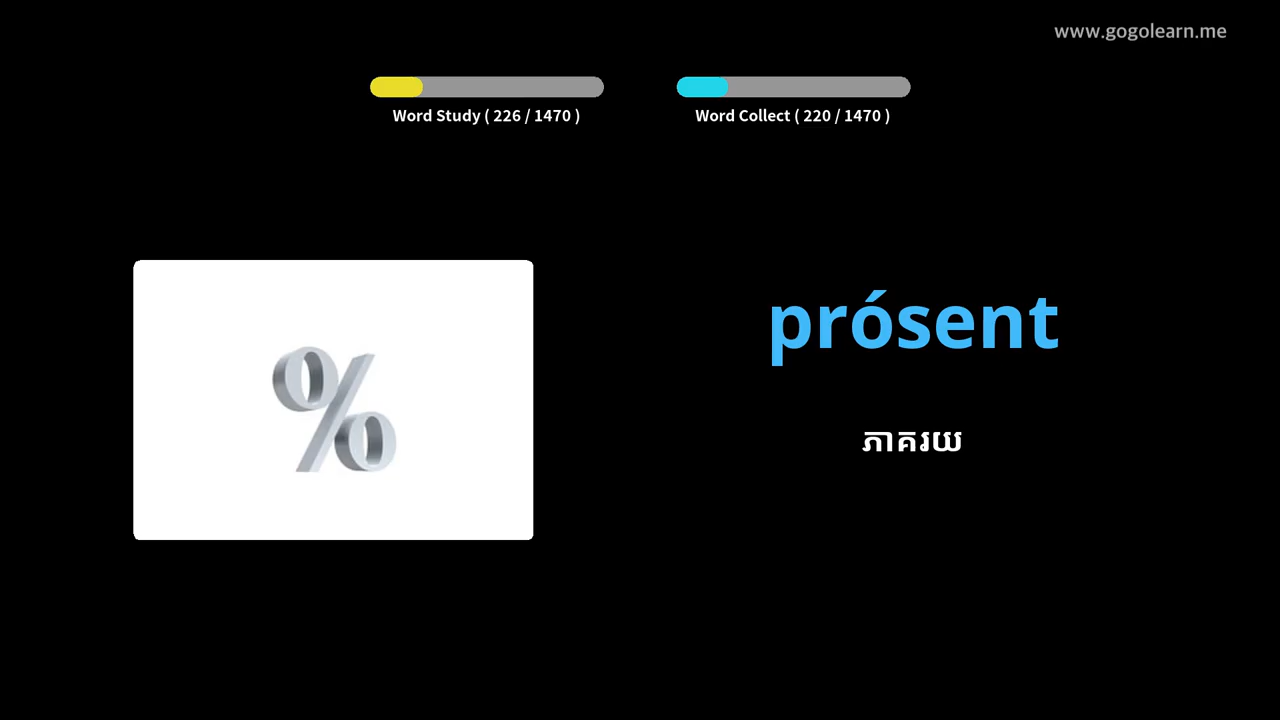 www.gogolearn.me
Word Study ( 226 / 1470 )
Word Collect ( 220 / 1470 )
%
prósent
ភាគរយ